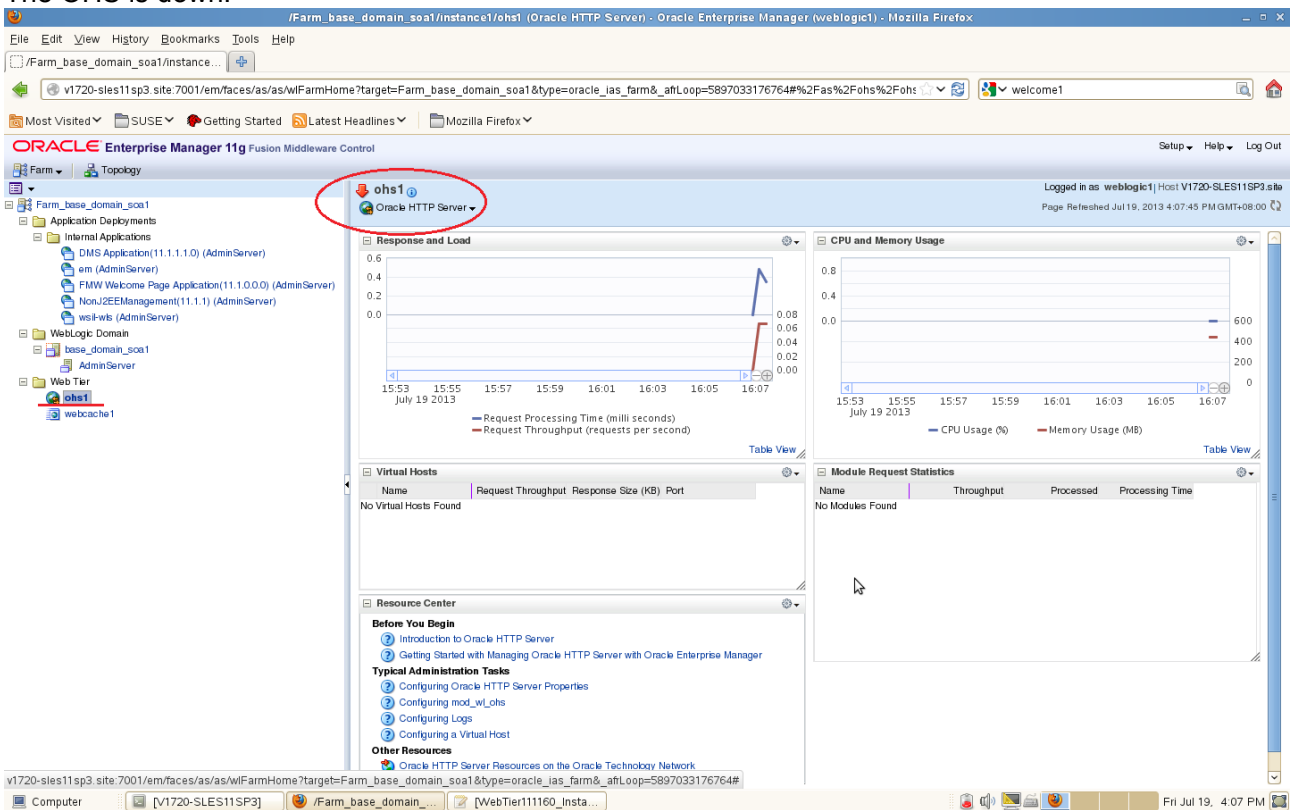 The OHS is down.
/Farm_base_domain_soa1/instance1/ohs1 (Oracle HTTP Server) - Oracle Enterprise Manager (weblogic1) - Mozilla Firefox
File Edit View History Bookmarks Tools Help
/Farm_base_domain_soa1/instance...
v1720-sles11sp3.site:7001/em/faces/as/as/wlFarmHome?target=Farm_base_domain_soa1&type=oracle_ias_farm&_afrLoop=5897033176764#%2Fas%2Fohs%2Fohs
welcome1
Most Visited SUSE Getting Started Latest Headlines Mozilla Firefox
ORACLE Enterprise Manager 11g Fusion Middleware Control
Setup Help Log Out
Farm Topology
Farm_base_domain_soa1
Application Deployments
Internal Applications
DMS Application(11.1.1.1.0) (AdminServer)
em (AdminServer)
FMW Welcome Page Application(11.1.0.0.0) (AdminServer)
NonJ2EEManagement(11.1.1) (AdminServer)
wsil-wls (AdminServer)
WebLogic Domain
base_domain_soa1
AdminServer
Web Tier
ohs1
webcache1
ohs1
Oracle HTTP Server
Logged in as weblogic1 | Host V1720-SLES11SP3.site
Page Refreshed Jul 19, 2013 4:07:45 PM GMT+08:00
Response and Load
0.6
0.4
0.2
0.0
0.08
0.06
0.04
0.02
0.00
15:53 15:55 15:57 15:59 16:01 16:03 16:05 16:07
July 19 2013
Request Processing Time (milli seconds)
Request Throughput (requests per second)
Table View
CPU and Memory Usage
0.8
0.4
0.0
600
400
200
0
15:53 15:55 15:57 15:59 16:01 16:03 16:05 16:07
July 19 2013
CPU Usage (%) Memory Usage (MB)
Table View
Virtual Hosts
Name Request Throughput Response Size (KB) Port
No Virtual Hosts Found
Module Request Statistics
Name Throughput Processed Processing Time
No Modules Found
Resource Center
Before You Begin
Introduction to Oracle HTTP Server
Getting Started with Managing Oracle HTTP Server with Oracle Enterprise Manager
Typical Administration Tasks
Configuring Oracle HTTP Server Properties
Configuring mod_wl_ohs
Configuring Logs
Configuring a Virtual Host
Other Resources
Oracle HTTP Server Resources on the Oracle Technology Network
v1720-sles11sp3.site:7001/em/faces/as/as/wlFarmHome?target=Farm_base_domain_soa1&type=oracle_ias_farm&_afrLoop=5897033176764#
Computer [V1720-SLES11SP3] /Farm_base_domain_... [WebTier111160_Insta... Fri Jul 19, 4:07 PM